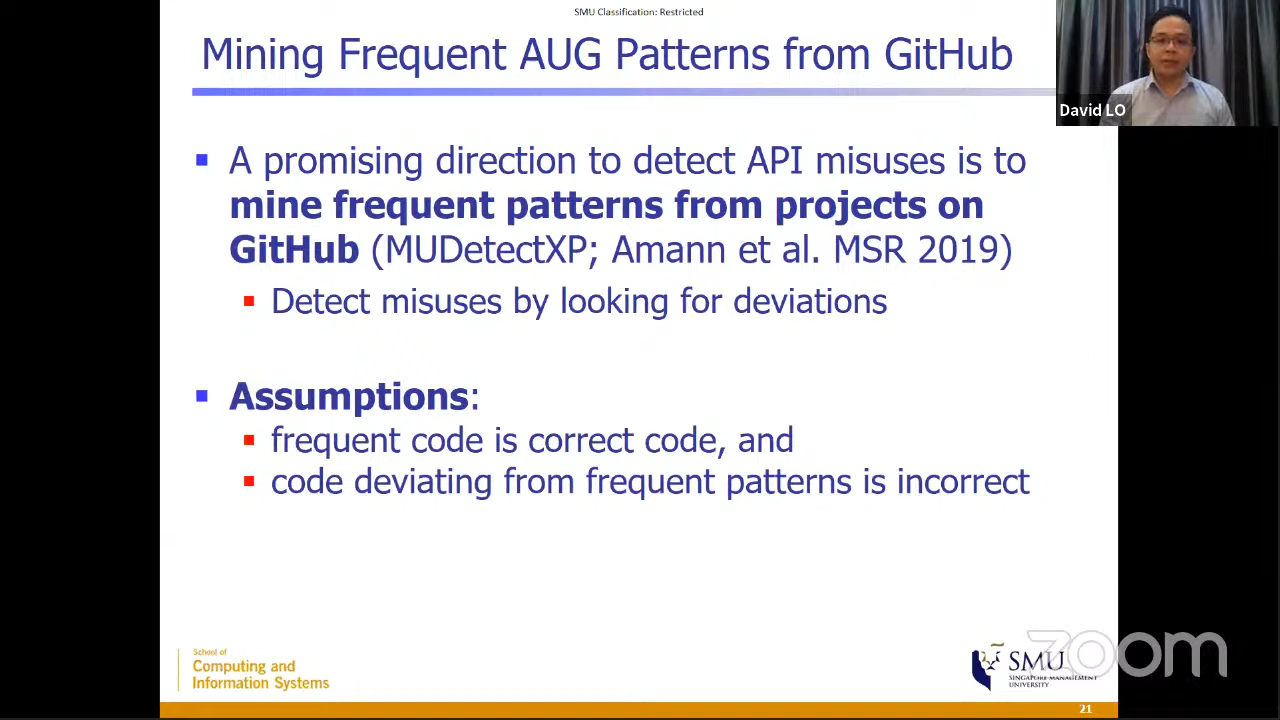 SMU Classification: Restricted
Mining Frequent AUG Patterns from GitHub
David LO
A promising direction to detect API misuses is to
mine frequent patterns from projects on
GitHub (MUDetectXP; Amann et al. MSR 2019)
Detect misuses by looking for deviations
Assumptions:
frequent code is correct code, and
code deviating from frequent patterns is incorrect
School of
Computing and
Information Systems
SMU
SINGAPORE MANAGEMENT
UNIVERSITY
zoom
21